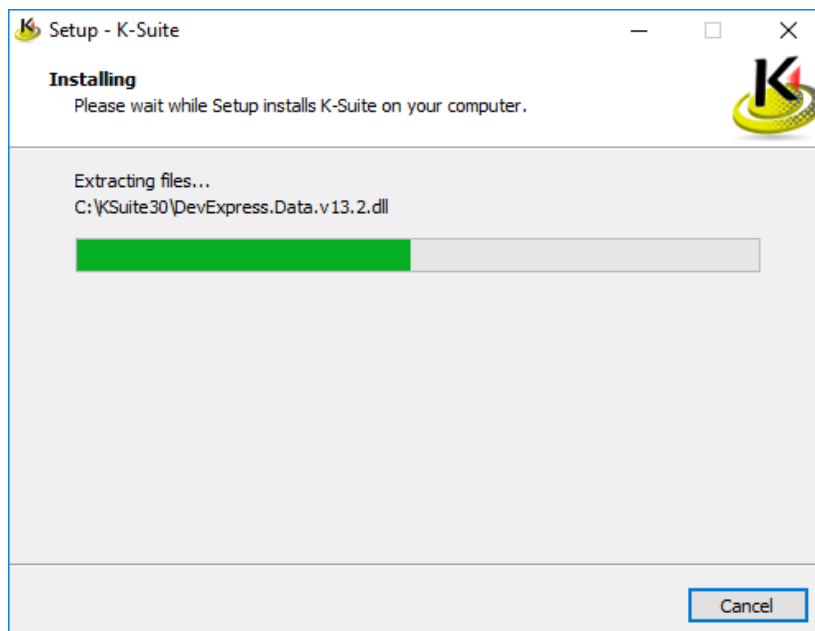 Setup - K-Suite
Installing
Please wait while Setup installs K-Suite on your computer.
K
Extracting files...
C:\KSuite30\DevExpress.Data.v13.2.dll
Cancel